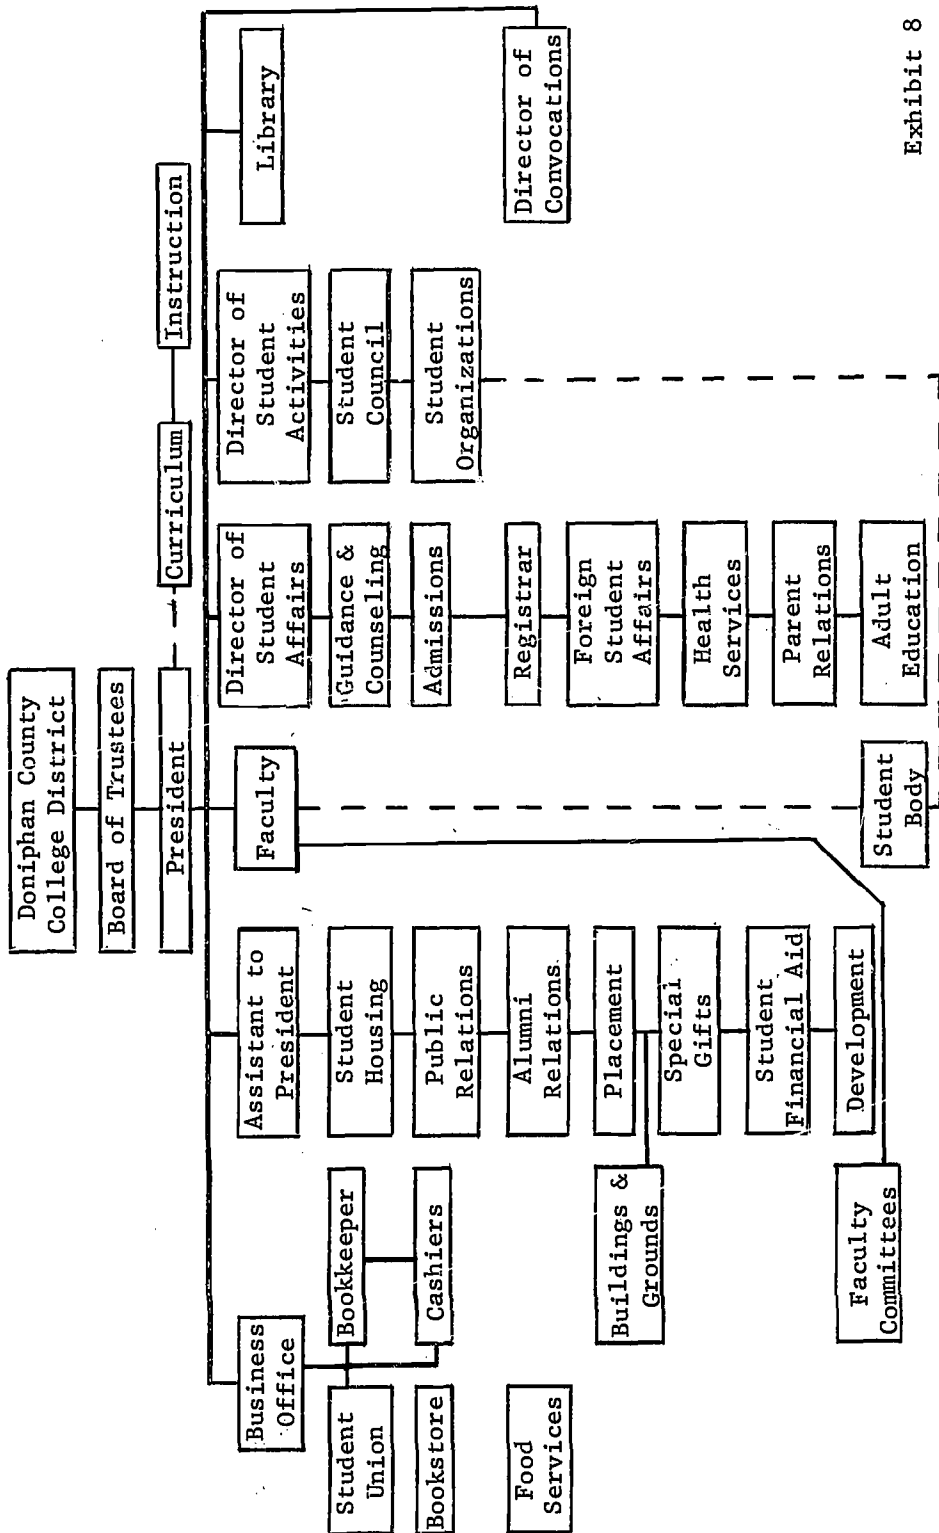 Doniphan County
College District
Board of Trustees
President
Curriculum
Instruction
Business
Office
Assistant to
President
Faculty
Director of
Student
Affairs
Director of
Student
Activities
Library
Student
Union
Bookkeeper
Student
Housing
Guidance &
Counseling
Student
Council
Bookstore
Cashiers
Public
Relations
Admissions
Student
Organizations
Food
Services
Alumni
Relations
Registrar
Director of
Convocations
Buildings &
Grounds
Placement
Foreign
Student
Affairs
Special
Gifts
Health
Services
Student
Financial Aid
Parent
Relations
Faculty
Committees
Development
Student
Body
Adult
Education
Exhibit 8